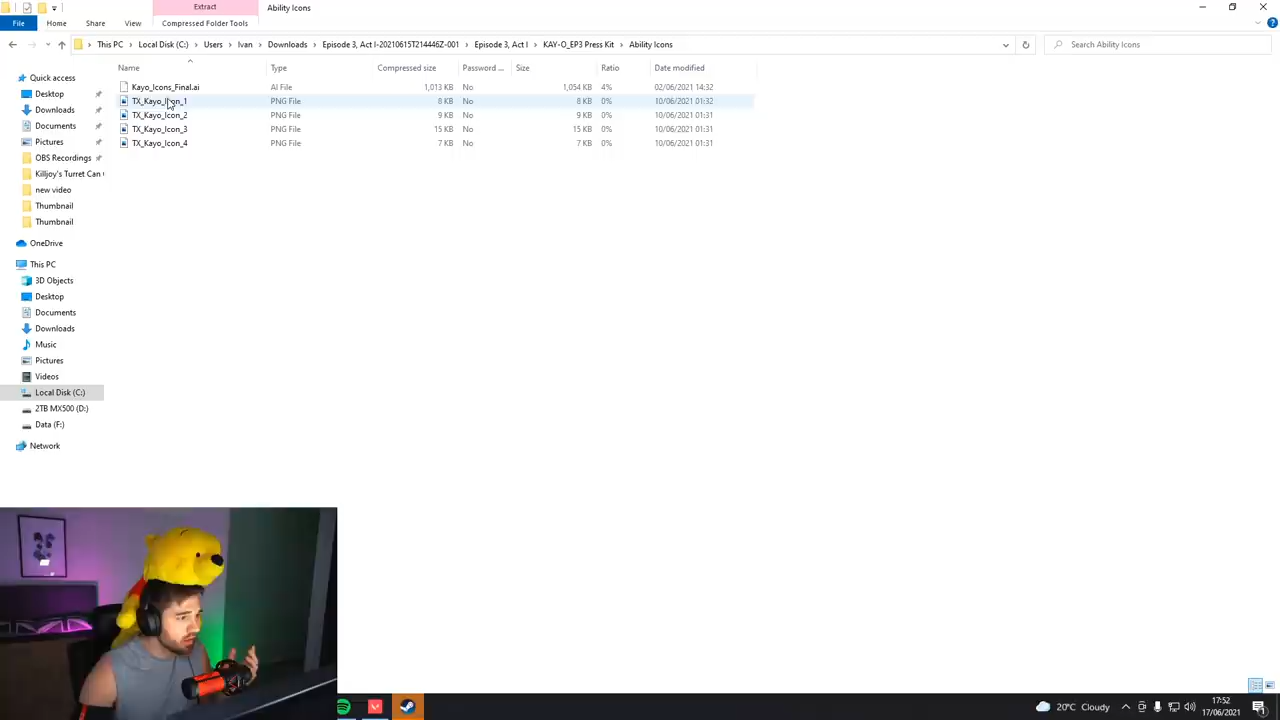 Extract
Ability Icons
File
Home
Share
View
Compressed Folder Tools
This PC
Local Disk (C:)
Users
Ivan
Downloads
Episode 3, Act I-20210615T214446Z-001
Episode 3, Act I
KAY-O_EP3 Press Kit
Ability Icons
Search Ability Icons
Name
Type
Compressed size
Password ...
Size
Ratio
Date modified
Kayo_Icons_Final.ai
AI File
1,013 KB
No
1,054 KB
4%
02/06/2021 14:32
TX_Kayo_Icon_1
PNG File
8 KB
No
8 KB
0%
10/06/2021 01:32
TX_Kayo_Icon_2
PNG File
9 KB
No
9 KB
0%
10/06/2021 01:31
TX_Kayo_Icon_3
PNG File
15 KB
No
15 KB
0%
10/06/2021 01:31
TX_Kayo_Icon_4
PNG File
7 KB
No
7 KB
0%
10/06/2021 01:31
Quick access
Desktop
Downloads
Documents
Pictures
OBS Recordings
Killjoy's Turret Can
new video
Thumbnail
Thumbnail
OneDrive
This PC
3D Objects
Desktop
Documents
Downloads
Music
Pictures
Videos
Local Disk (C:)
2TB MX500 (D:)
Data (F:)
Network
20°C Cloudy
17:52
17/06/2021